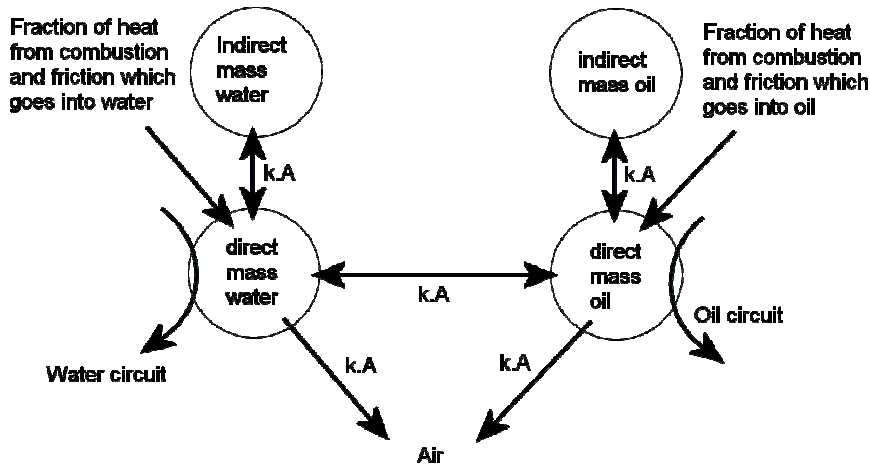 Fraction of heat
from combustion
and friction which
goes into water
Indirect
mass
water
indirect
mass oil
Fraction of heat
from combustion
and friction which
goes into oil
k.A
k.A
direct
mass
water
direct
mass
oil
k.A
Oil circuit
Water circuit
k.A
k.A
Air